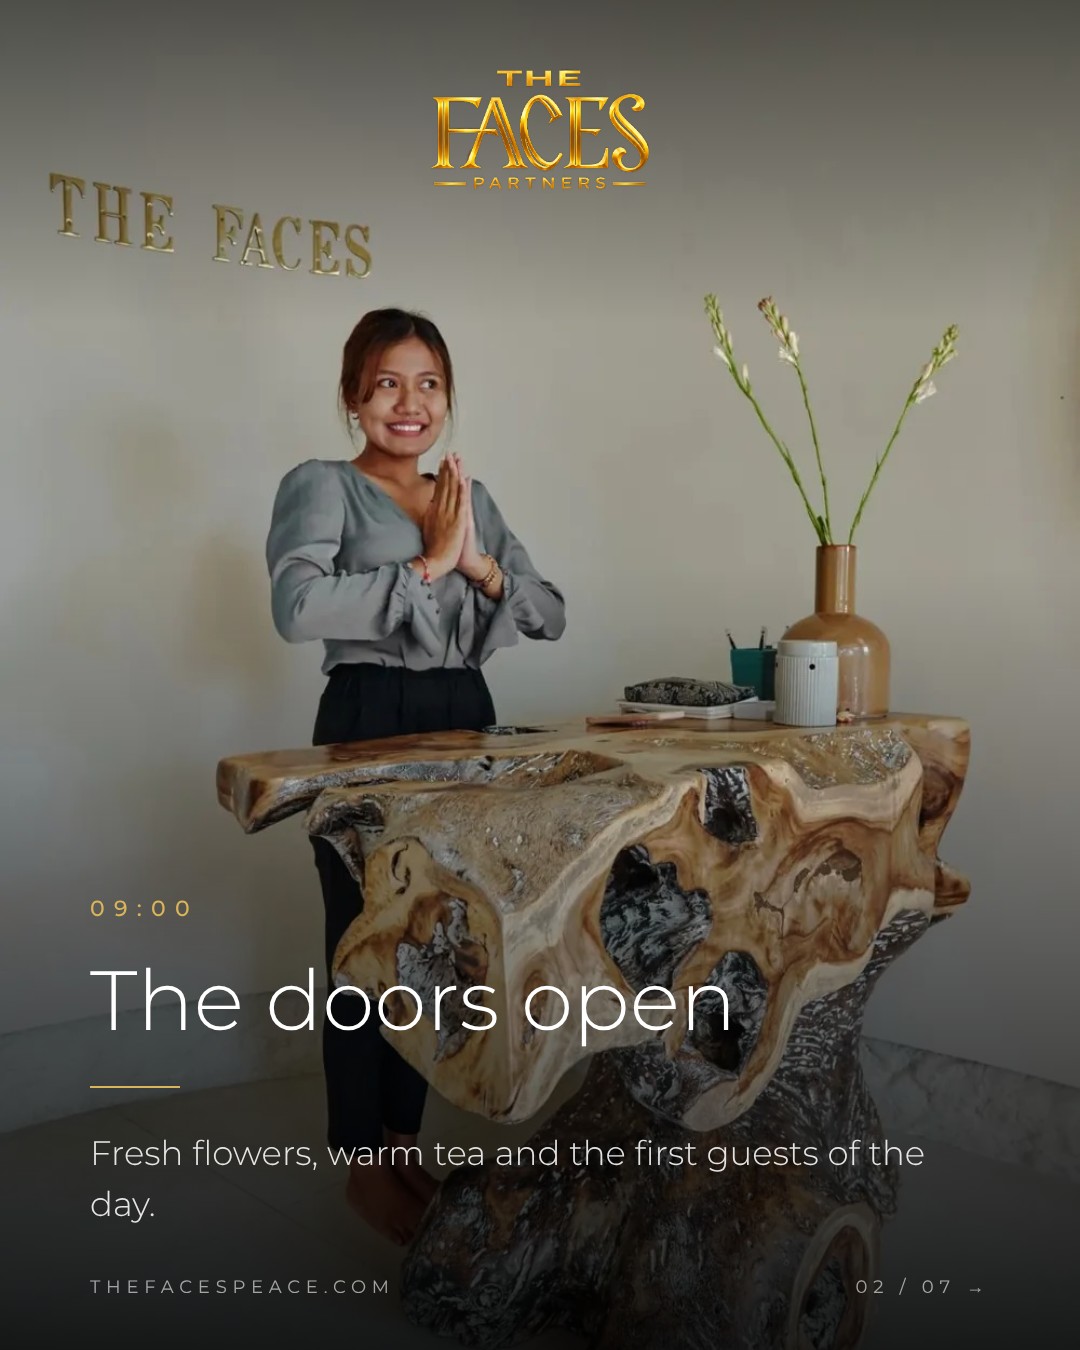 THE
FACES
PARTNERS
THE FACES
09:00
The doors open
Fresh flowers, warm tea and the first guests of the
day.
THEFACESPEACE.COM
02 / 07 →